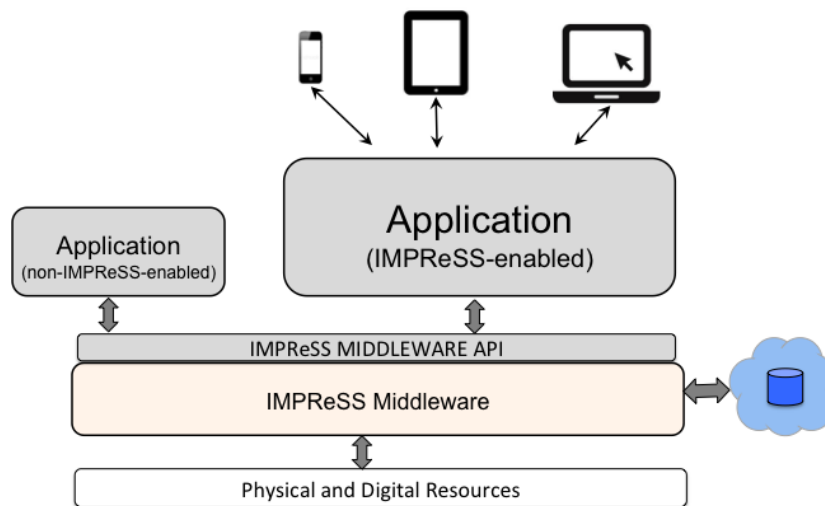 Application
(IMPReSS-enabled)
Application
(non-IMPReSS-enabled)
IMPReSS MIDDLEWARE API
IMPReSS Middleware
Physical and Digital Resources